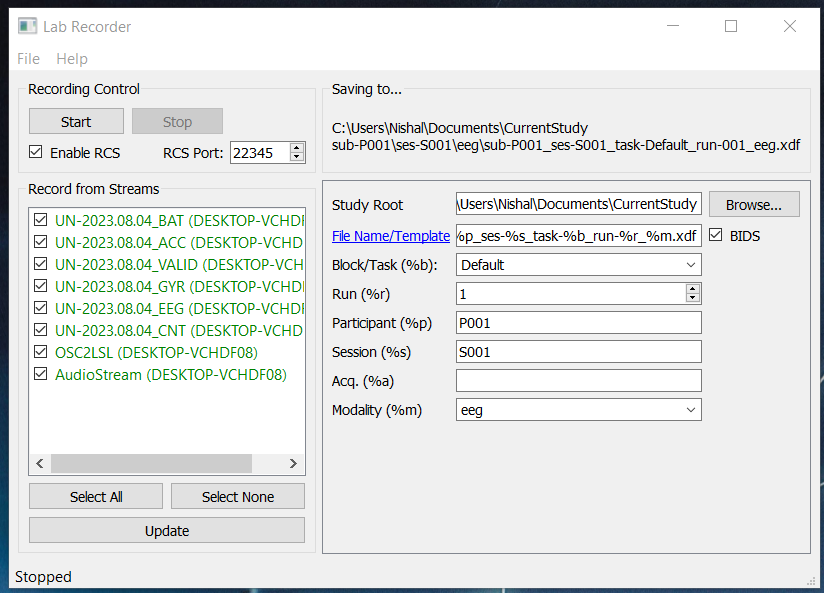 Lab Recorder
File Help
Recording Control
Start Stop
Enable RCS RCS Port: 22345
Record from Streams
UN-2023.08.04_BAT (DESKTOP-VCHDF
UN-2023.08.04_ACC (DESKTOP-VCHD
UN-2023.08.04_VALID (DESKTOP-VCH
UN-2023.08.04_GYR (DESKTOP-VCHD
UN-2023.08.04_EEG (DESKTOP-VCHDF
UN-2023.08.04_CNT (DESKTOP-VCHD
OSC2LSL (DESKTOP-VCHDF08)
AudioStream (DESKTOP-VCHDF08)
Select All Select None
Update
Saving to...
C:\Users\Nishal\Documents\CurrentStudy
sub-P001\ses-S001\eeg\sub-P001_ses-S001_task-Default_run-001_eeg.xdf
Study Root \Users\Nishal\Documents\CurrentStudy Browse...
File Name/Template %p_ses-%s_task-%b_run-%r_%m.xdf BIDS
Block/Task (%b): Default
Run (%r) 1
Participant (%p) P001
Session (%s) S001
Acq. (%a)
Modality (%m) eeg
Stopped